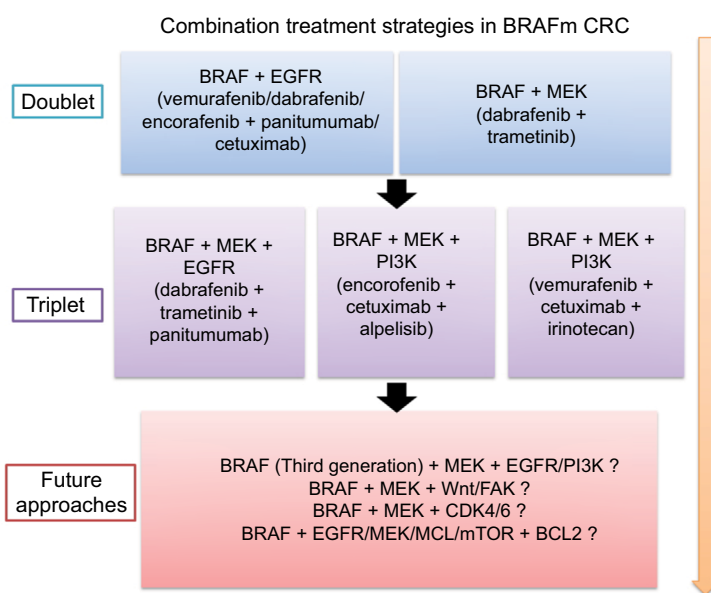 Combination treatment strategies in BRAFm CRC
Doublet
BRAF + EGFR
(vemurafenib/dabrafenib/
encorafenib + panitumumab/
cetuximab)
BRAF + MEK
(dabrafenib +
trametinib)
Triplet
BRAF + MEK +
EGFR
(dabrafenib +
trametinib +
panitumumab)
BRAF + MEK +
PI3K
(encorofenib +
cetuximab +
alpelisib)
BRAF + MEK +
PI3K
(vemurafenib +
cetuximab +
irinotecan)
Future
approaches
BRAF (Third generation) + MEK + EGFR/PI3K ?
BRAF + MEK + Wnt/FAK ?
BRAF + MEK + CDK4/6 ?
BRAF + EGFR/MEK/MCL/mTOR + BCL2 ?